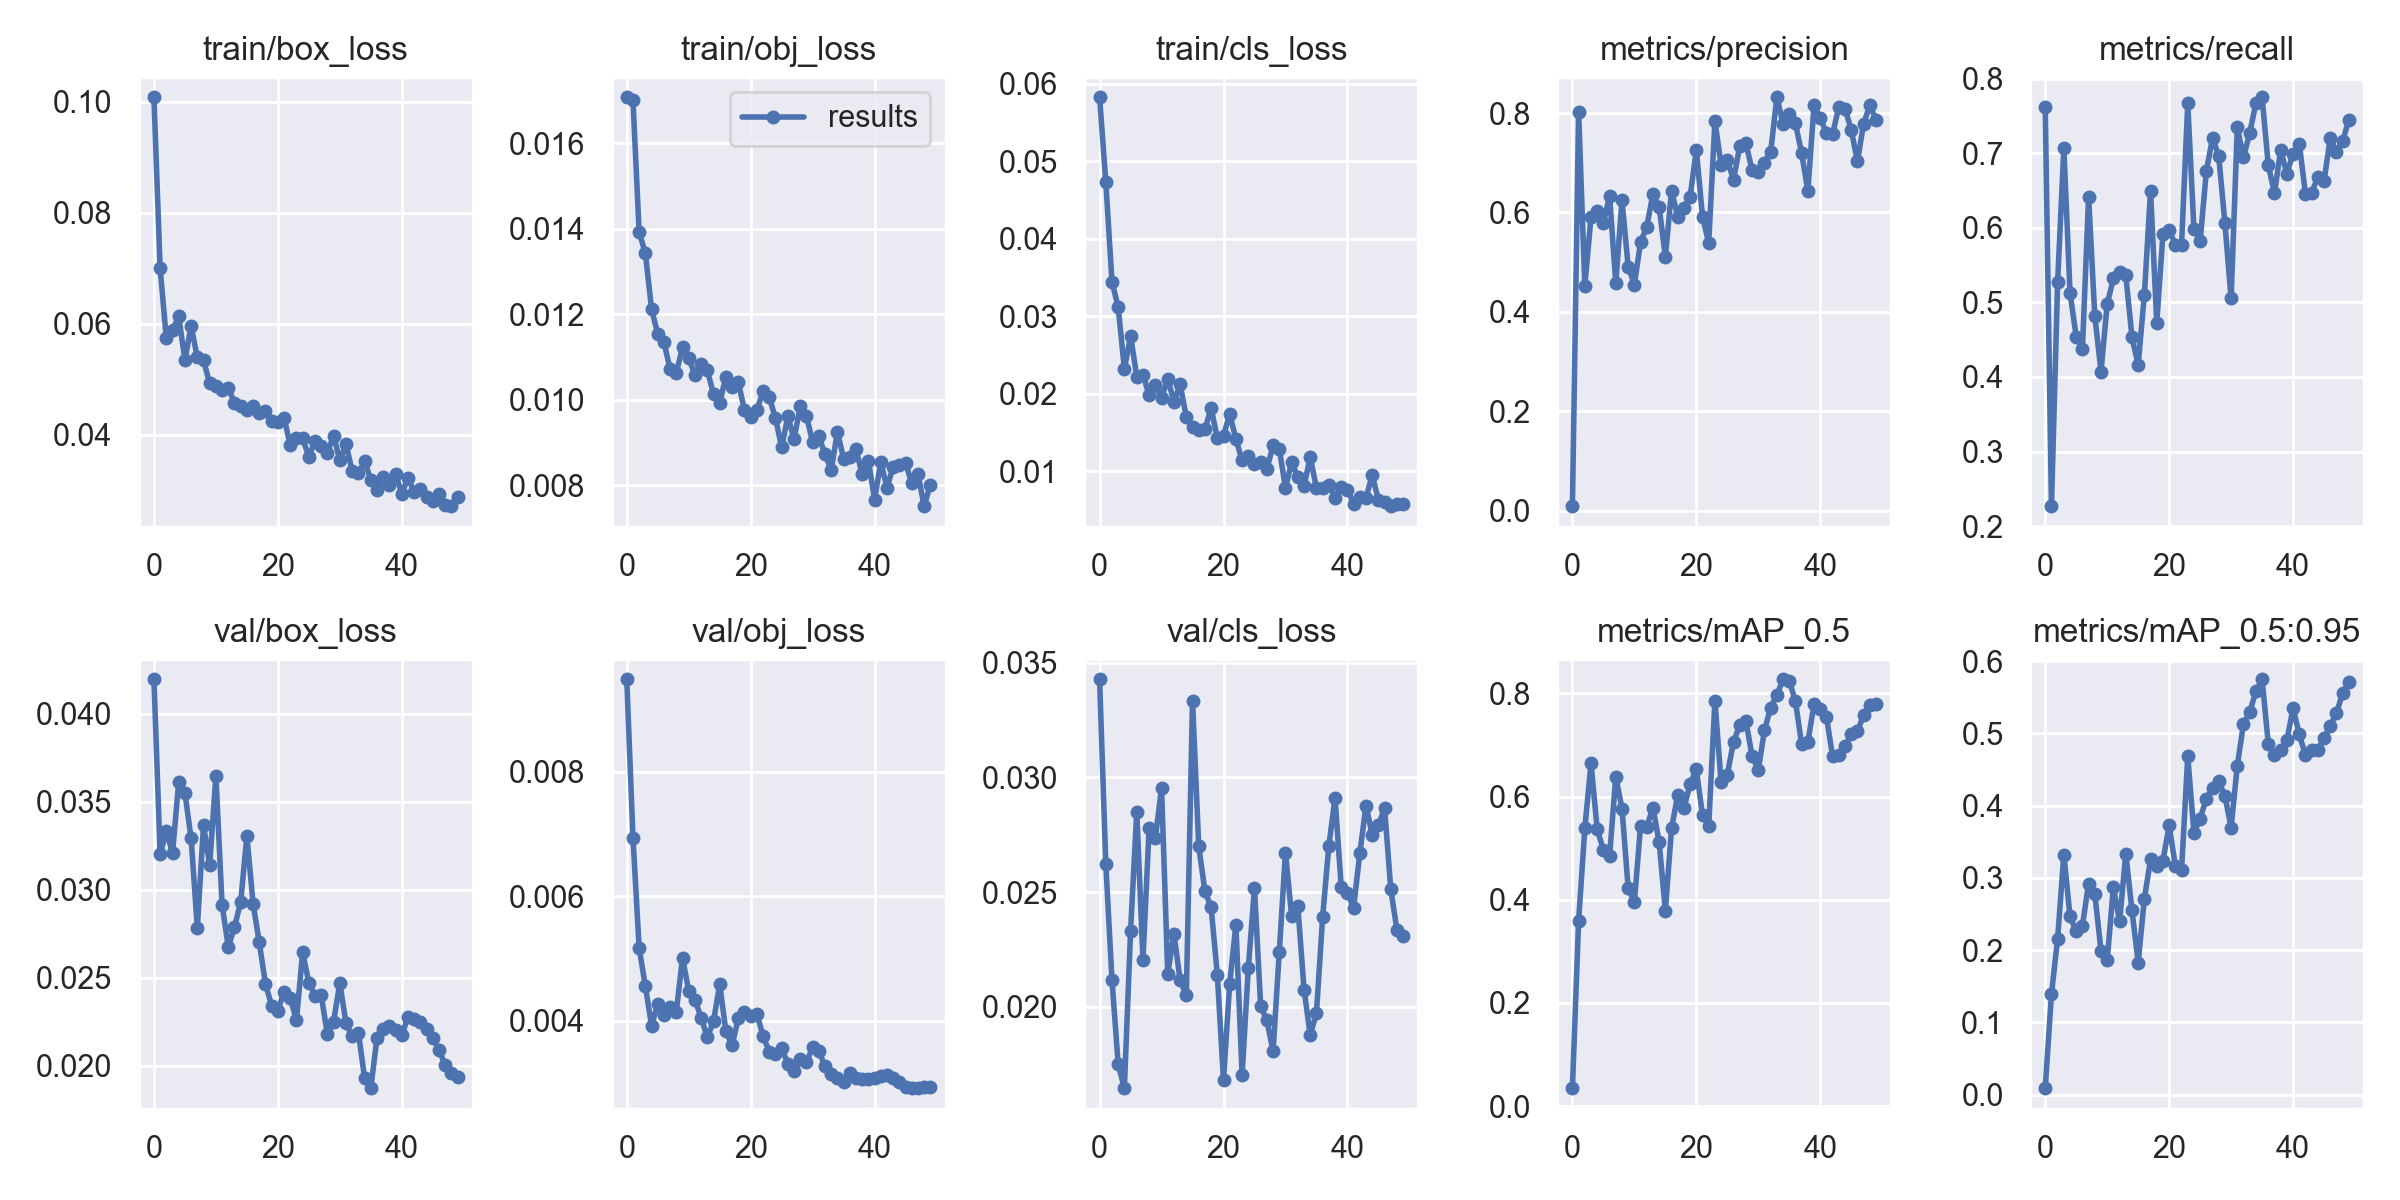 train/box_loss
0.10
0.08
0.06
0.04
0 20 40
train/obj_loss
results
0.016
0.014
0.012
0.010
0.008
0 20 40
train/cls_loss
0.06
0.05
0.04
0.03
0.02
0.01
0 20 40
metrics/precision
0.8
0.6
0.4
0.2
0.0
0 20 40
metrics/recall
0.8
0.7
0.6
0.5
0.4
0.3
0.2
0 20 40
val/box_loss
0.040
0.035
0.030
0.025
0.020
0 20 40
val/obj_loss
0.008
0.006
0.004
0 20 40
val/cls_loss
0.035
0.030
0.025
0.020
0 20 40
metrics/mAP_0.5
0.8
0.6
0.4
0.2
0.0
0 20 40
metrics/mAP_0.5:0.95
0.6
0.5
0.4
0.3
0.2
0.1
0.0
0 20 40